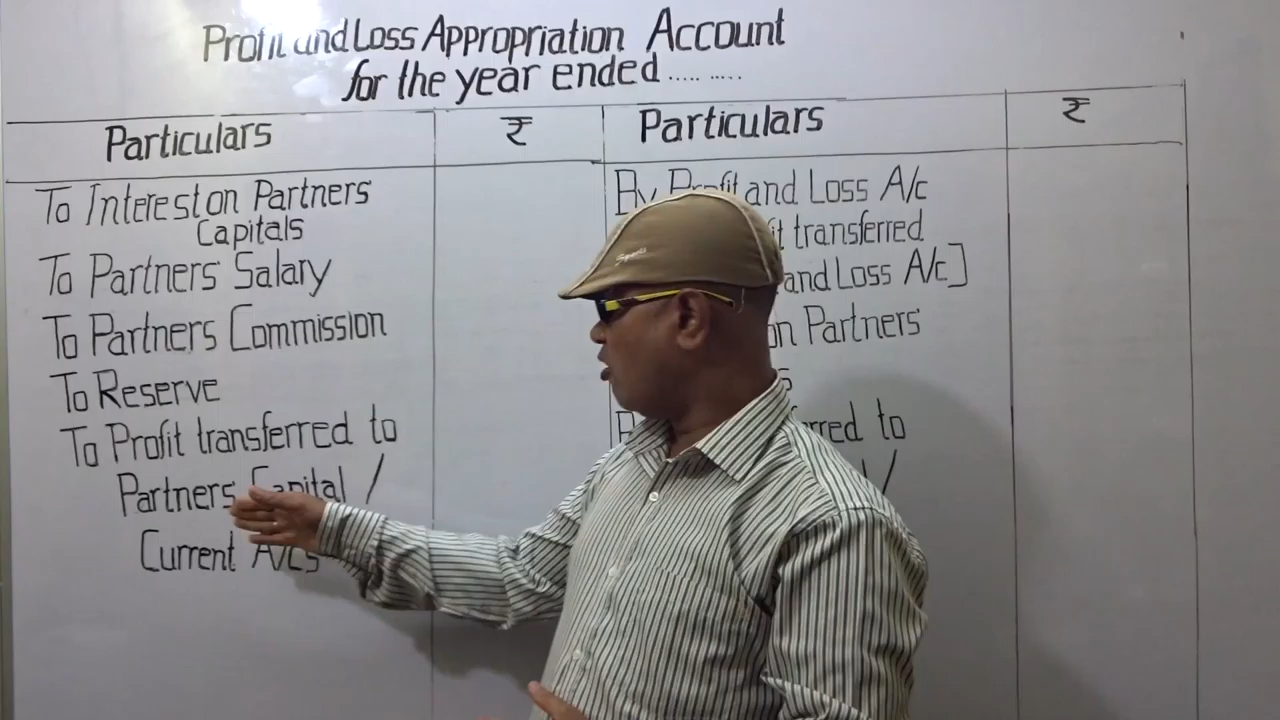 Profit and Loss Appropriation Account
for the year ended .... ....
Particulars
₹
Particulars
₹
To Interest on Partners
Capitals
To Partners' Salary
To Partners Commission
To Reserve
To Profit transferred to
Partners Capital /
Current A/Cs
By Profit and Loss A/c
transferred
and Loss A/c]
on Partners
to
/